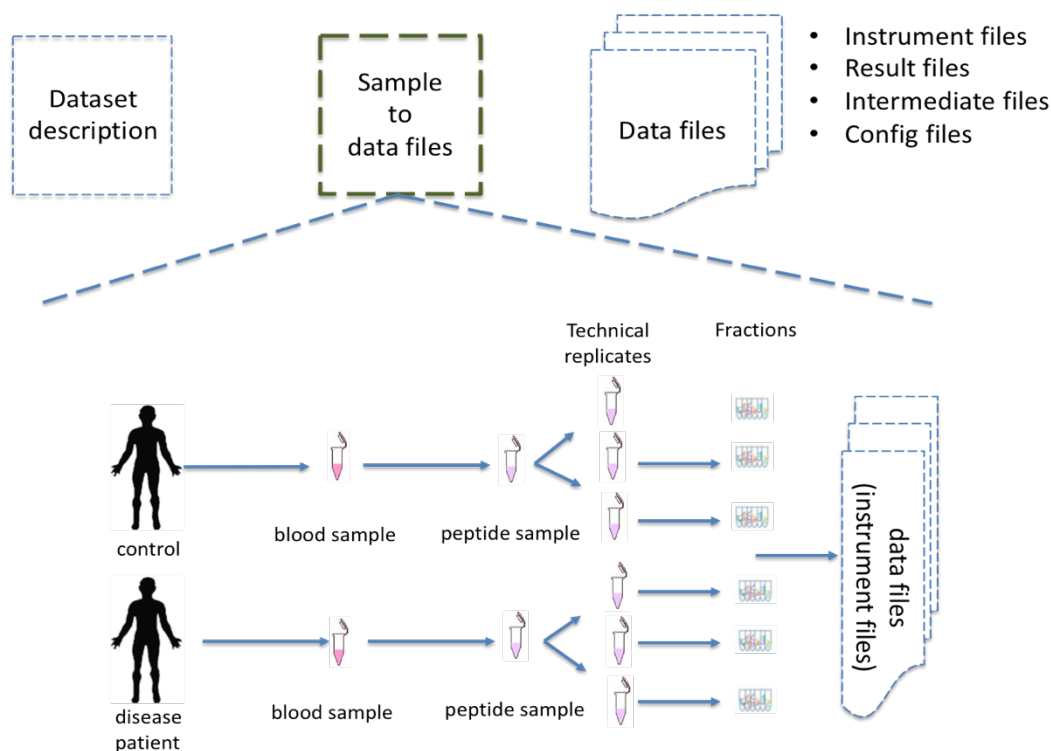 Dataset
description
Sample
to
data files
Data files
• Instrument files
• Result files
• Intermediate files
• Config files
Technical
replicates
Fractions
control
blood sample
peptide sample
disease
patient
blood sample
peptide sample
data files
(instrument files)